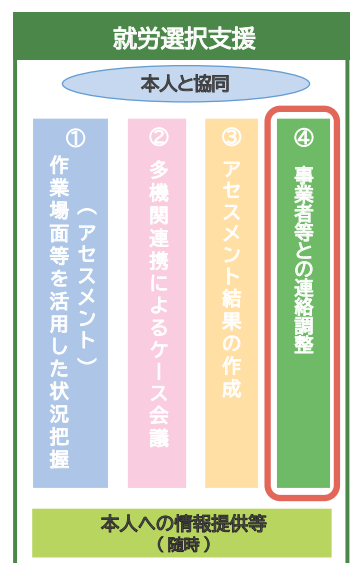 就労選択支援
本人と協同
①
作業場面等を活用した状況把握
（アセスメント）
②
多機関連携によるケース会議
③
アセスメント結果の作成
④
事業者等との連絡調整
本人への情報提供等
（随時）